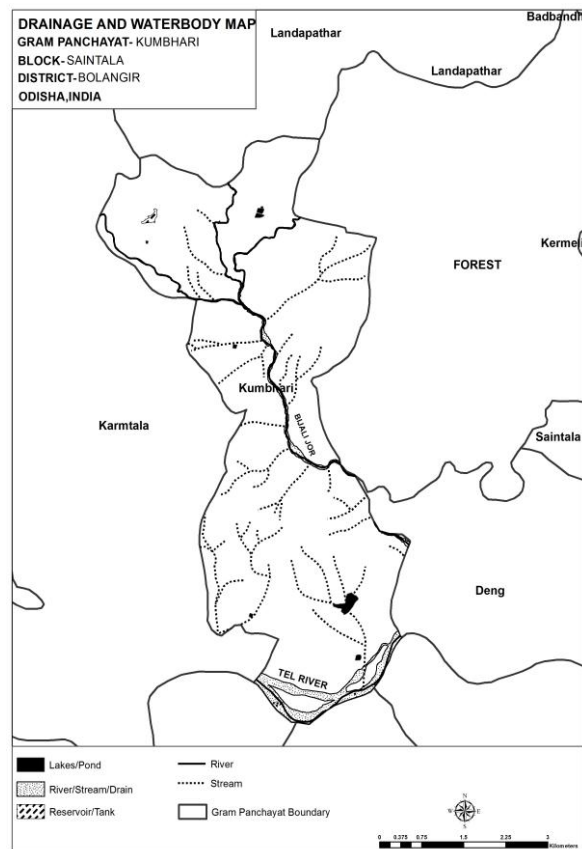 DRAINAGE AND WATERBODY MAP
GRAM PANCHAYAT- KUMBHARI
BLOCK-SAINTALA
DISTRICT-BOLANGIR
ODISHA,INDIA
Badbandh
Landapathar
Landapathar
Kerme
FOREST
Kumbhari
Karmtala
BIJALI JOR
Saintala
Deng
TEL RIVER
Lakes/Pond
River/Stream/Drain
Reservoir/Tank
River
Stream
Gram Panchayat Boundary
N
W E
S
0 0.375 0.75 1.5 2.25 3
Kilometers